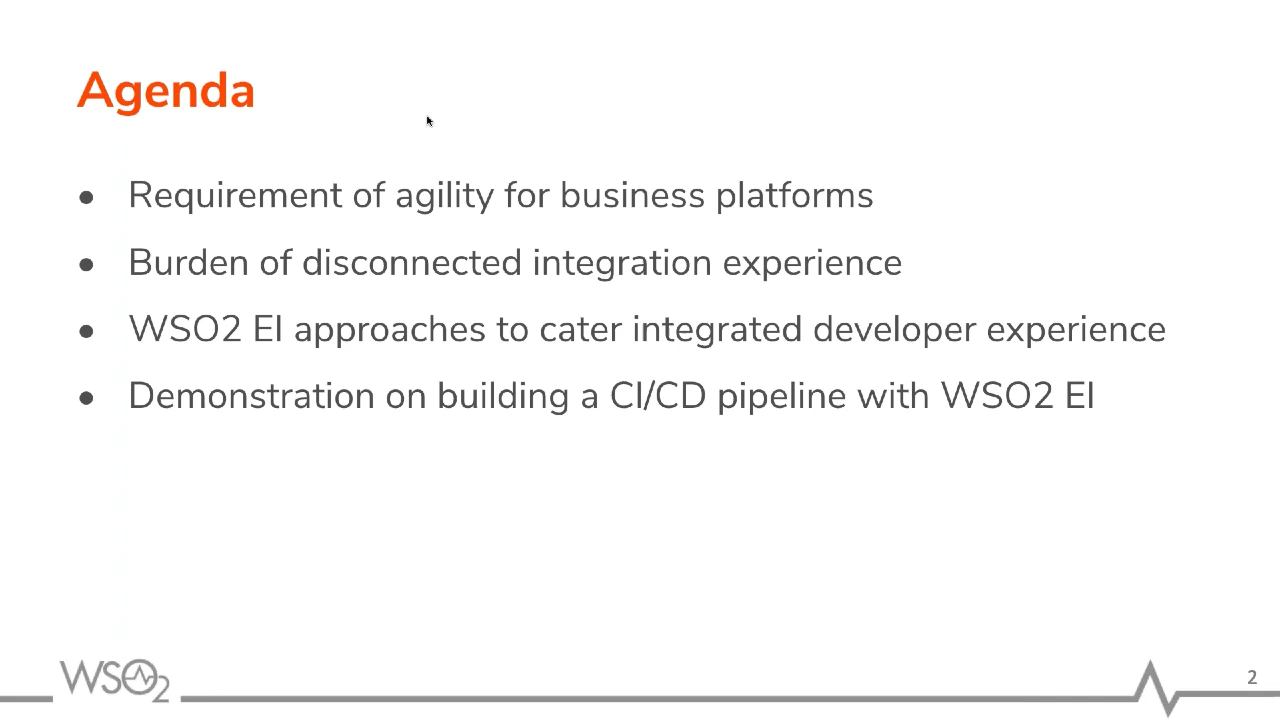 Agenda
● Requirement of agility for business platforms
● Burden of disconnected integration experience
● WSO2 EI approaches to cater integrated developer experience
● Demonstration on building a CI/CD pipeline with WSO2 EI
WSO2
2